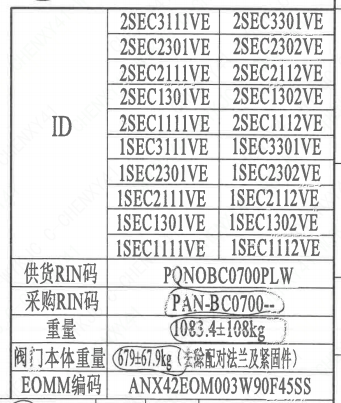 2SEC3111VE 2SEC3301VE
2SEC2301VE 2SEC2302VE
2SEC2111VE 2SEC2112VE
2SEC1301VE 2SEC1302VE
ID 2SEC1111VE 2SEC1112VE
1SEC3111VE 1SEC3301VE
1SEC2301VE 1SEC2302VE
1SEC2111VE 1SEC2112VE
1SEC1301VE 1SEC1302VE
1SEC1111VE 1SEC1112VE
供货RIN码 PQNOBC0700PLW
采购RIN码 PAN-BC0700--
重量 1083.4±108kg
阀门本体重量 679±67.9kg (去除配对法兰及紧固件)
EOMM编码 ANX42EOM003W90F45SS